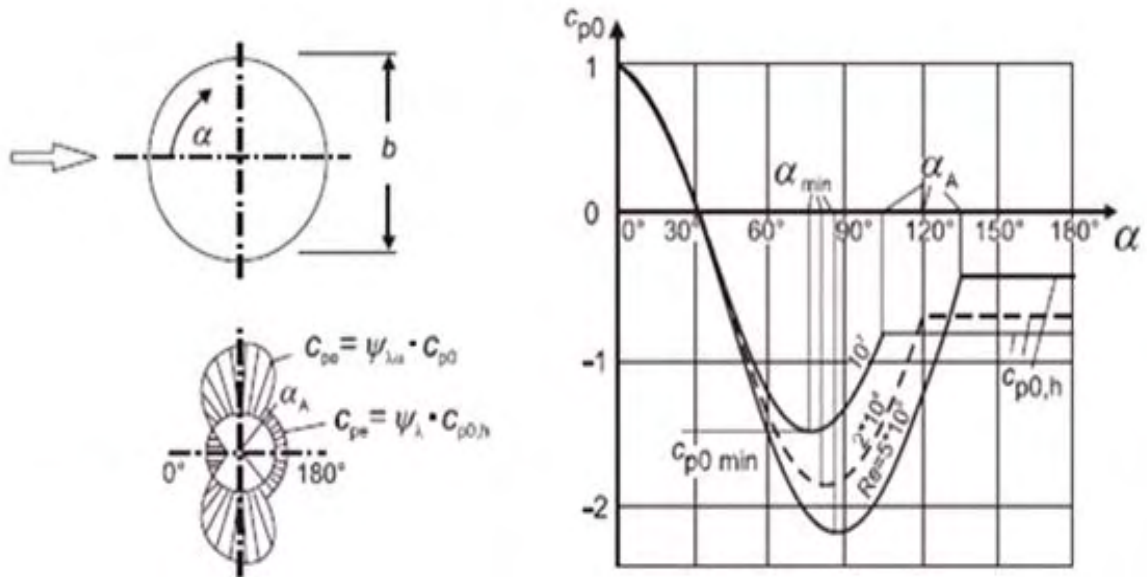 α
b
c_pe = ψ_λα · c_p0
α_A
c_pe = ψ_λ · c_p0,h
0°
180°
c_p0
1
0
-1
-2
α_min
α_A
0° 30° 60° 90° 120° 150° 180° α
10⁷
2*10⁶
Re=5*10⁵
c_p0 min
c_p0,h